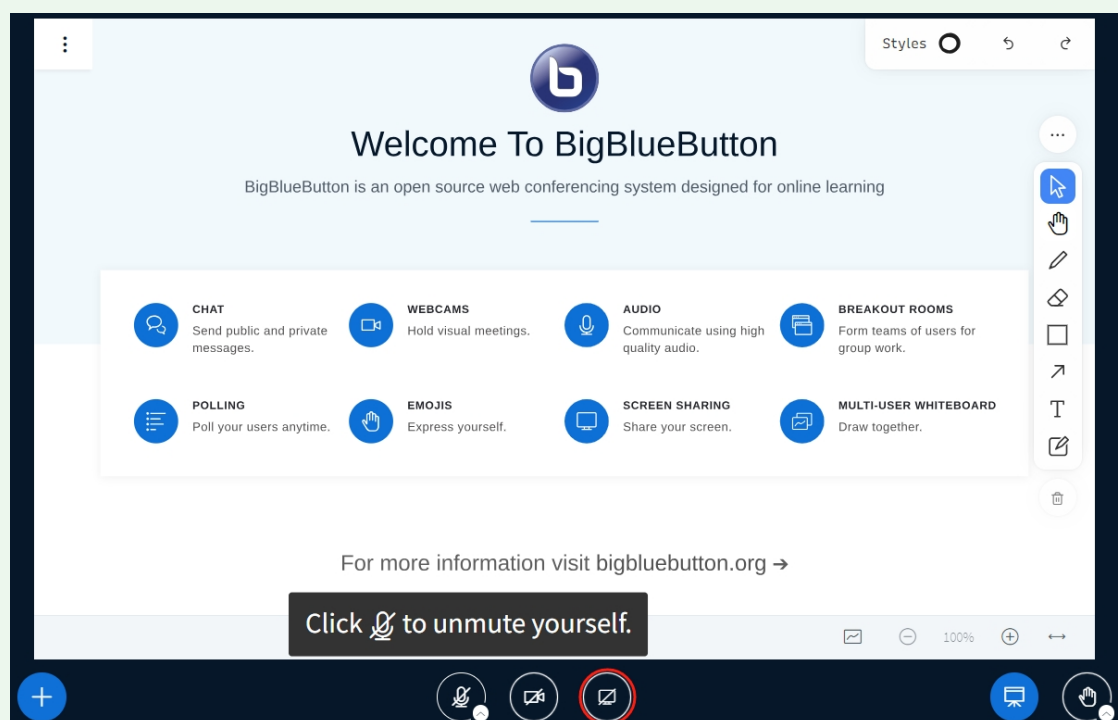 Styles
Welcome To BigBlueButton
BigBlueButton is an open source web conferencing system designed for online learning
CHAT
Send public and private
messages.
WEBCAMS
Hold visual meetings.
AUDIO
Communicate using high
quality audio.
BREAKOUT ROOMS
Form teams of users for
group work.
POLLING
Poll your users anytime.
EMOJIS
Express yourself.
SCREEN SHARING
Share your screen.
MULTI-USER WHITEBOARD
Draw together.
For more information visit bigbluebutton.org →
Click to unmute yourself.
100%